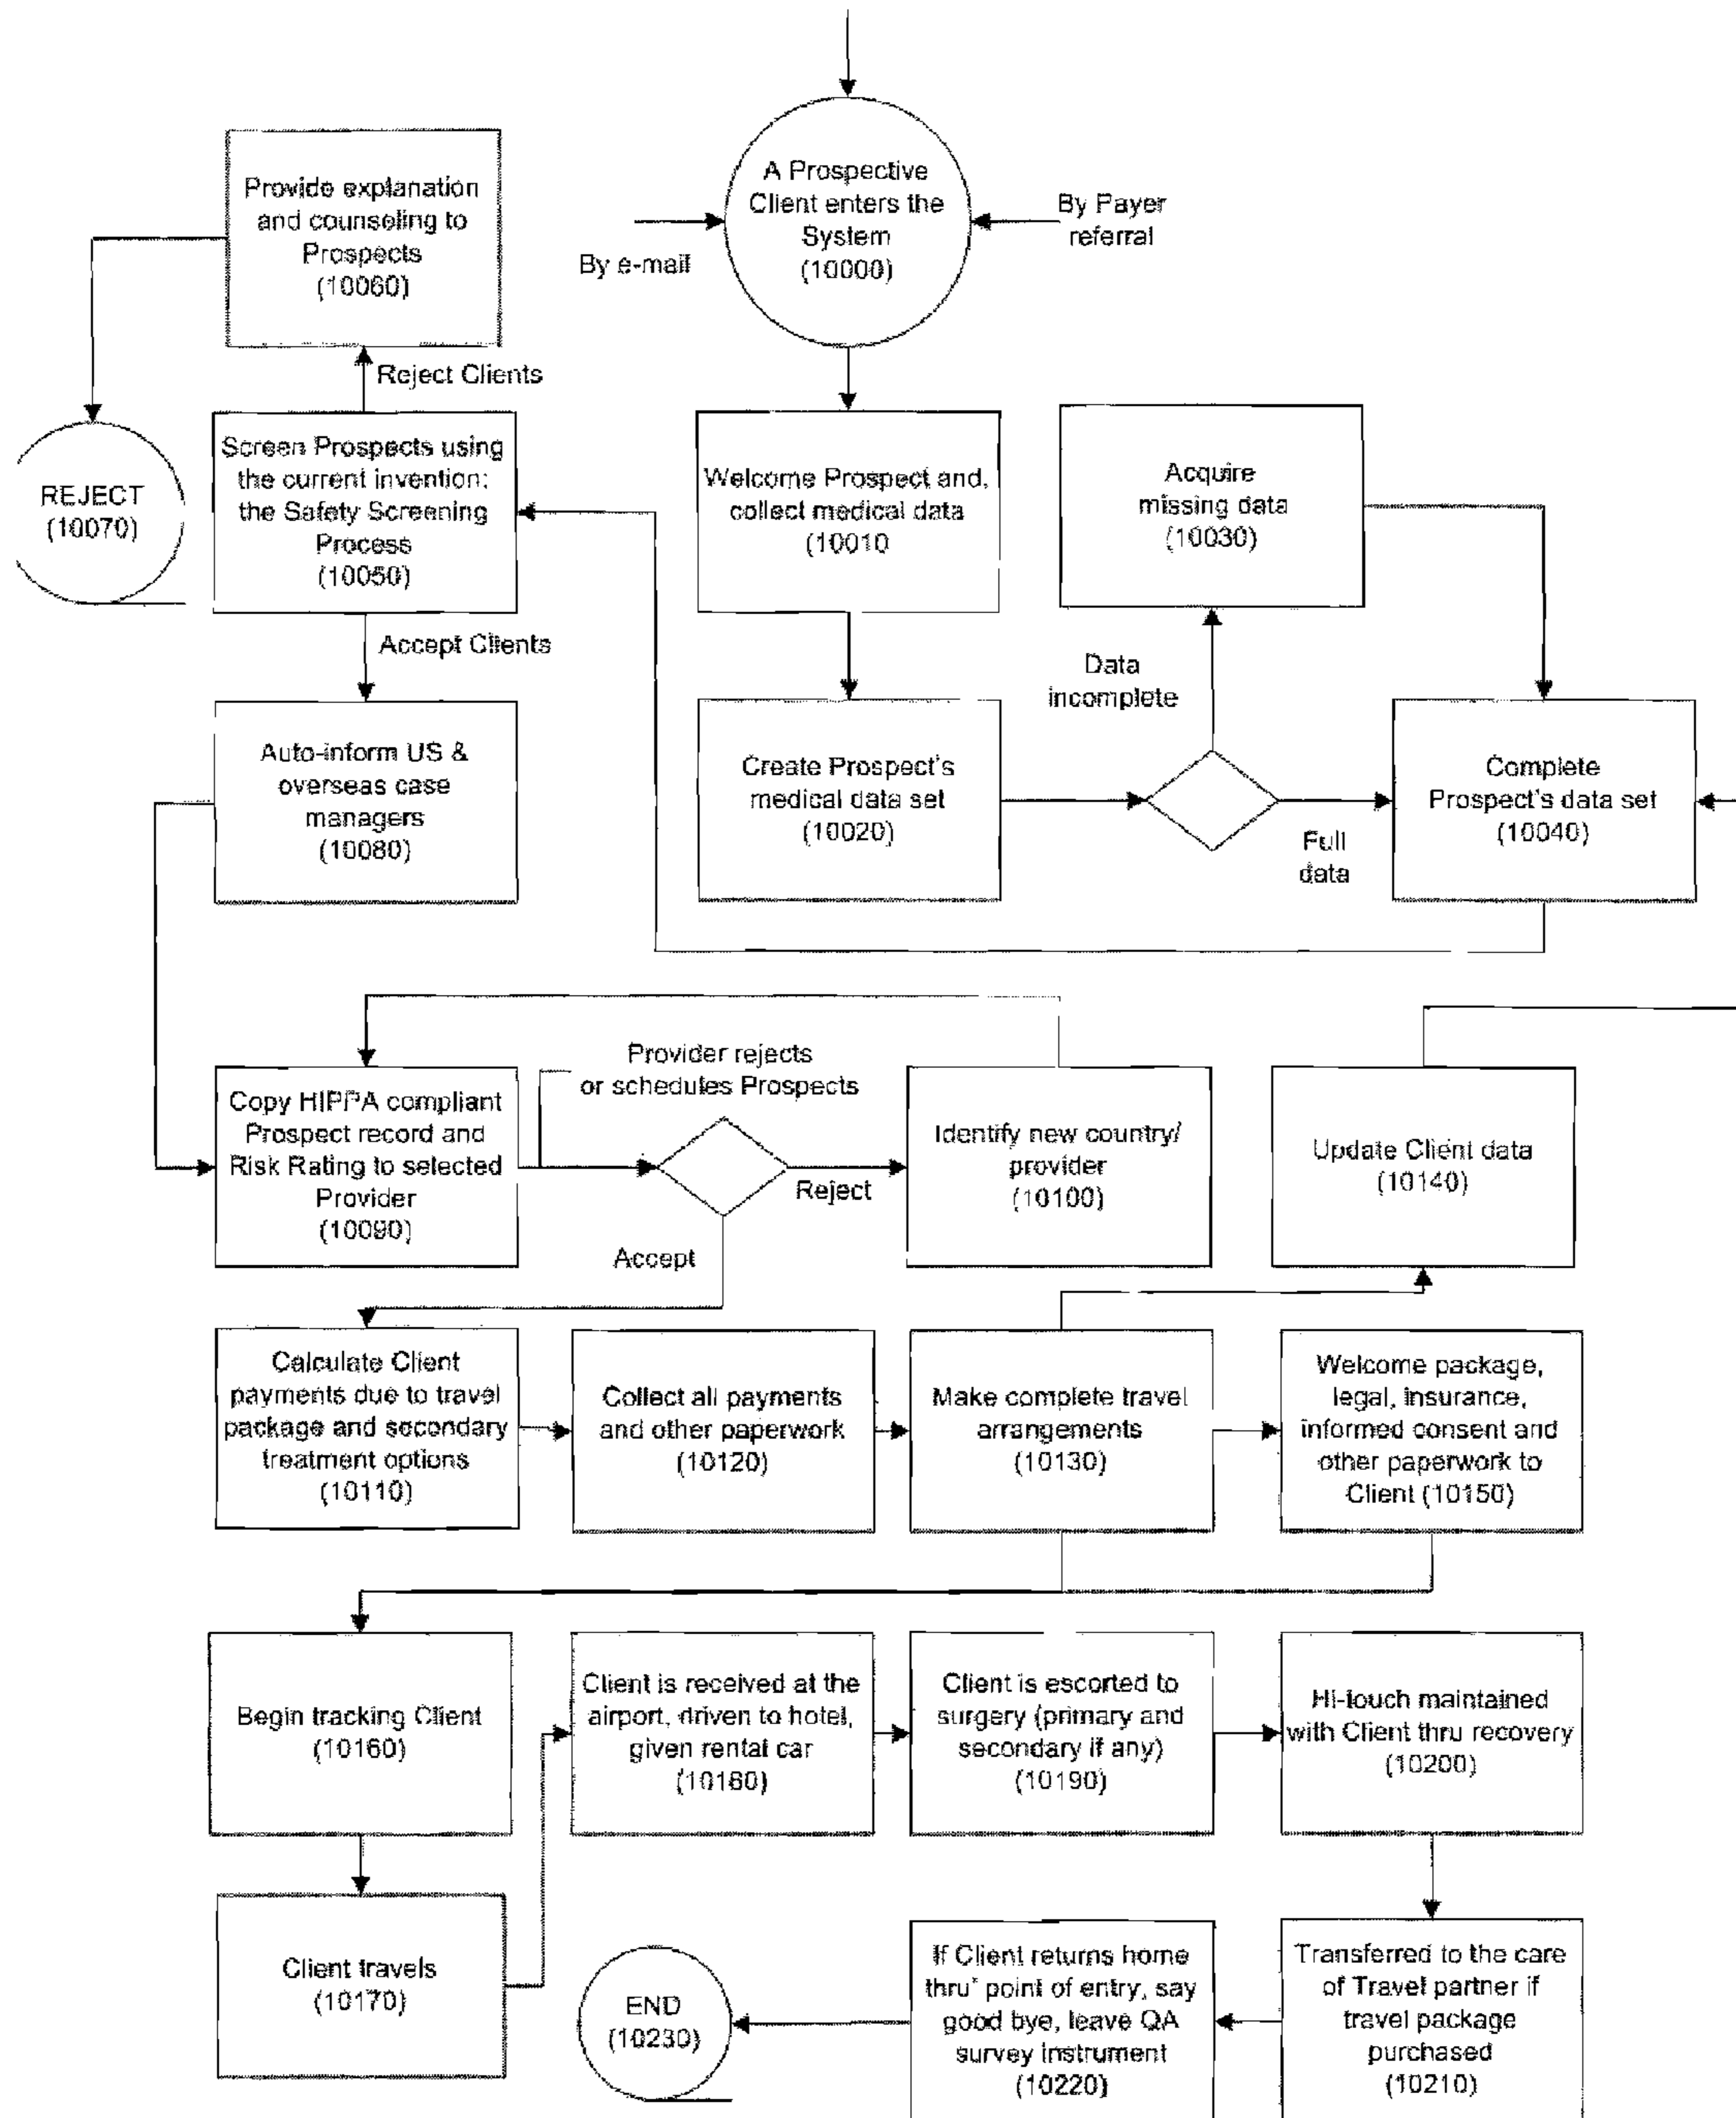 A Prospective
Client enters the
System
(10000)
By e-mail
By Payer
referral
Provide explanation
and counseling to
Prospects
(10060)
Reject Clients
REJECT
(10070)
Screen Prospects using
the current invention;
the Safety Screening
Process
(10050)
Accept Clients
Welcome Prospect and,
collect medical data
(10010
Acquire
missing data
(10030)
Data
incomplete
Auto-inform US &
overseas case
managers
(10080)
Create Prospect's
medical data set
(10020)
Full
data
Complete
Prospect's data set
(10040)
Copy HIPPA compliant
Prospect record and
Risk Rating to selected
Provider
(10090)
Provider rejects
or schedules Prospects
Reject
Accept
Identify new country/
provider
(10100)
Update Client data
(10140)
Calculate Client
payments due to travel
package and secondary
treatment options
(10110)
Collect all payments
and other paperwork
(10120)
Make complete travel
arrangements
(10130)
Welcome package,
legal, insurance,
informed consent and
other paperwork to
Client (10150)
Begin tracking Client
(10160)
Client is received at the
airport, driven to hotel,
given rental car
(10180)
Client is escorted to
surgery (primary and
secondary if any)
(10190)
Hi-touch maintained
with Client thru recovery
(10200)
Client travels
(10170)
END
(10230)
If Client returns home
thru' point of entry, say
good bye, leave QA
survey instrument
(10220)
Transferred to the care
of Travel partner if
travel package
purchased
(10210)